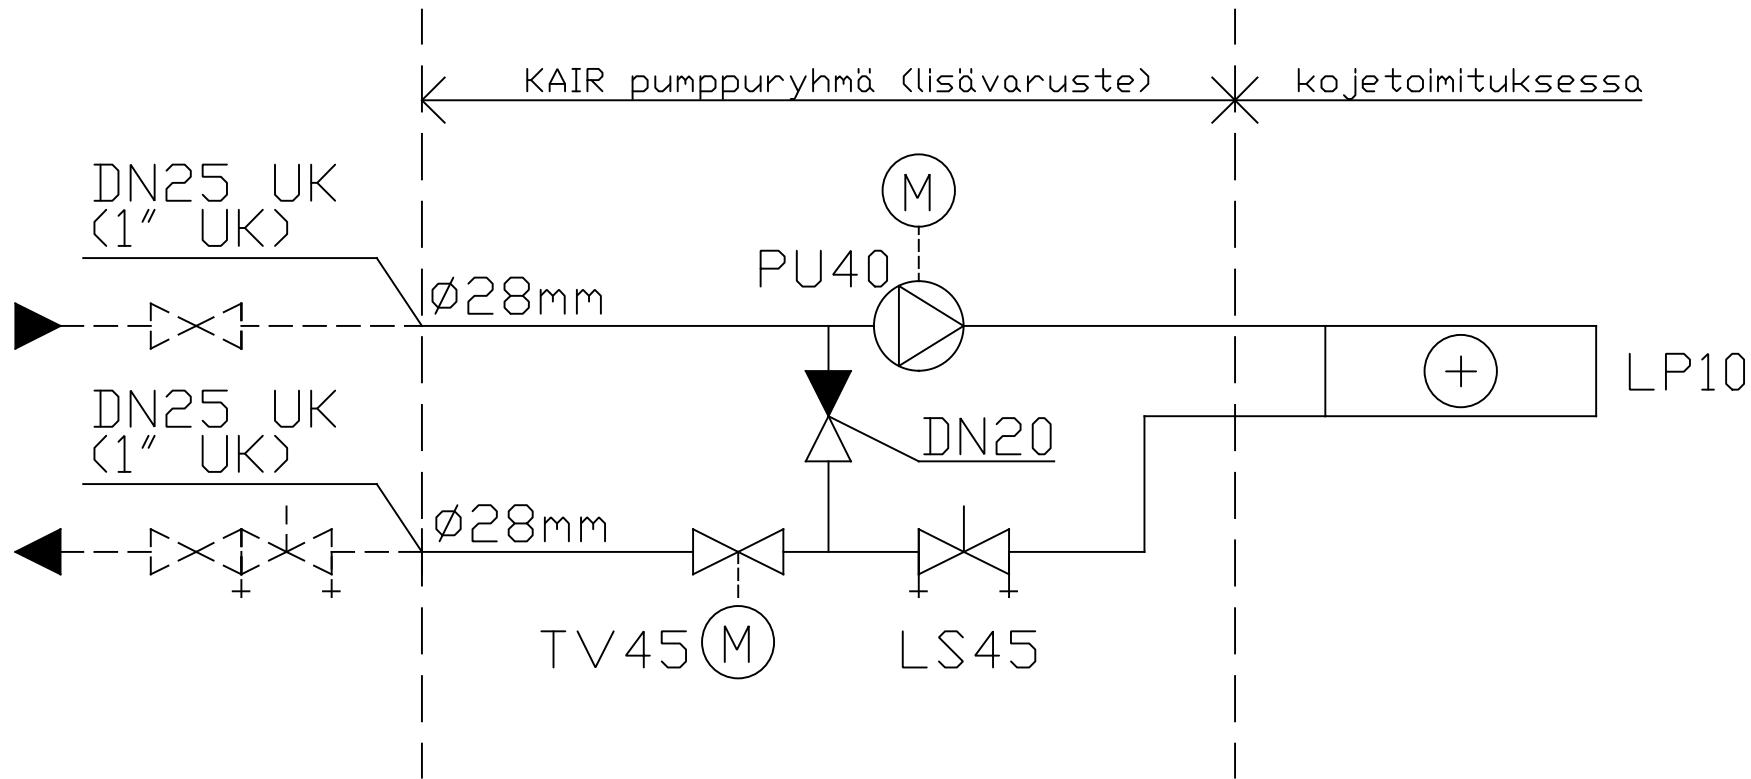 KAIR pumppuryhmä (lisävaruste)
kojetoimituksessa
DN25 UK
(1" UK)
M
PU40
Ø28mm
LP10
DN25 UK
(1" UK)
DN20
Ø28mm
TV45
M
LS45